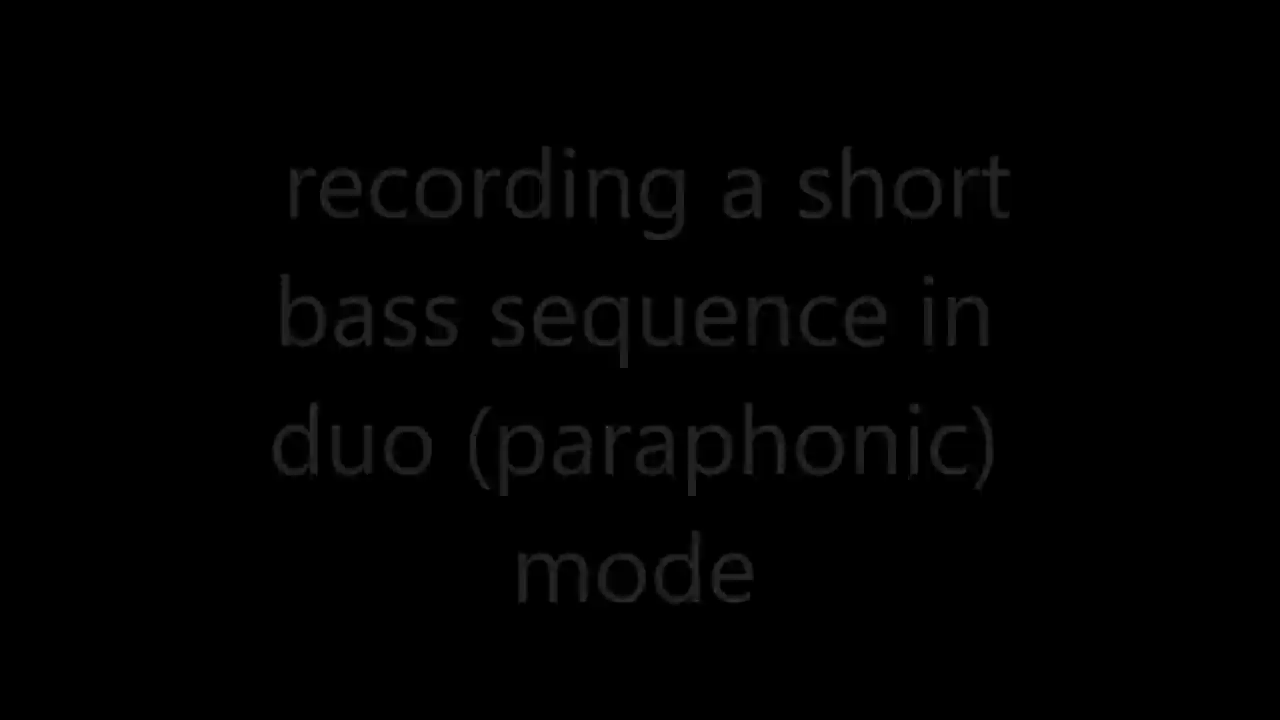 recording a short
bass sequence in
duo (paraphonic)
mode